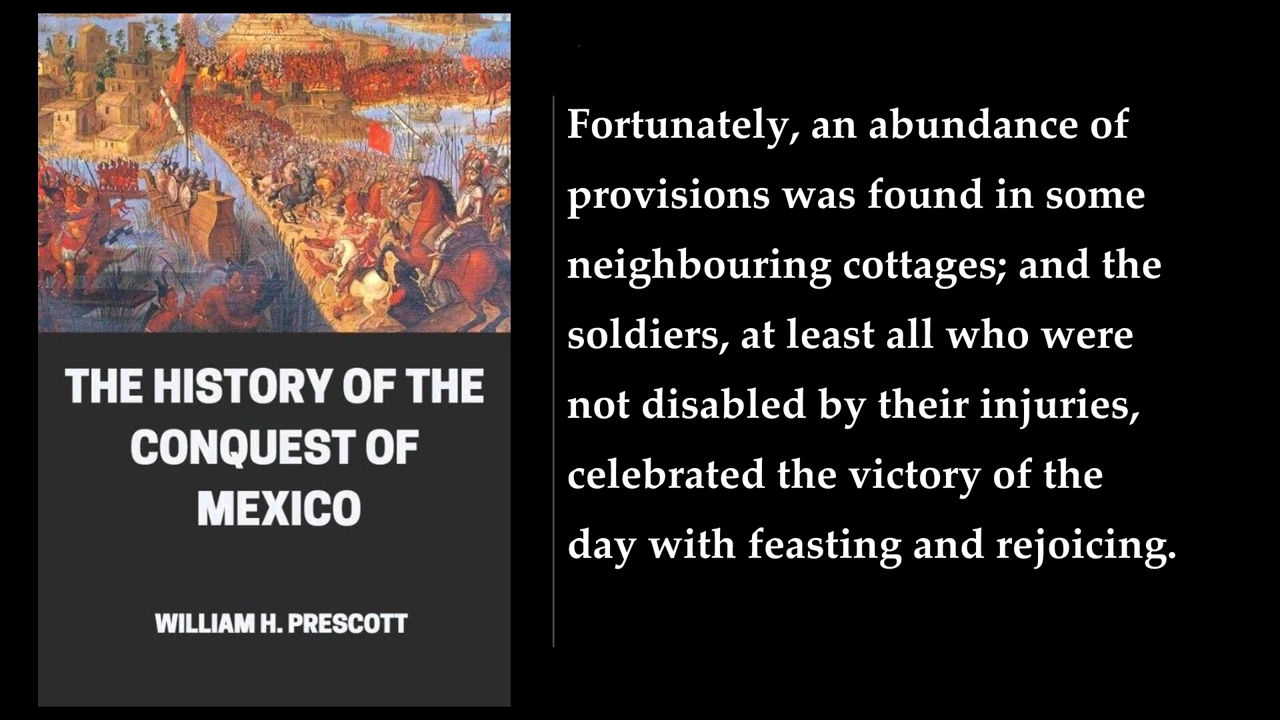 THE HISTORY OF THE
CONQUEST OF
MEXICO
WILLIAM H. PRESCOTT
Fortunately, an abundance of
provisions was found in some
neighbouring cottages; and the
soldiers, at least all who were
not disabled by their injuries,
celebrated the victory of the
day with feasting and rejoicing.